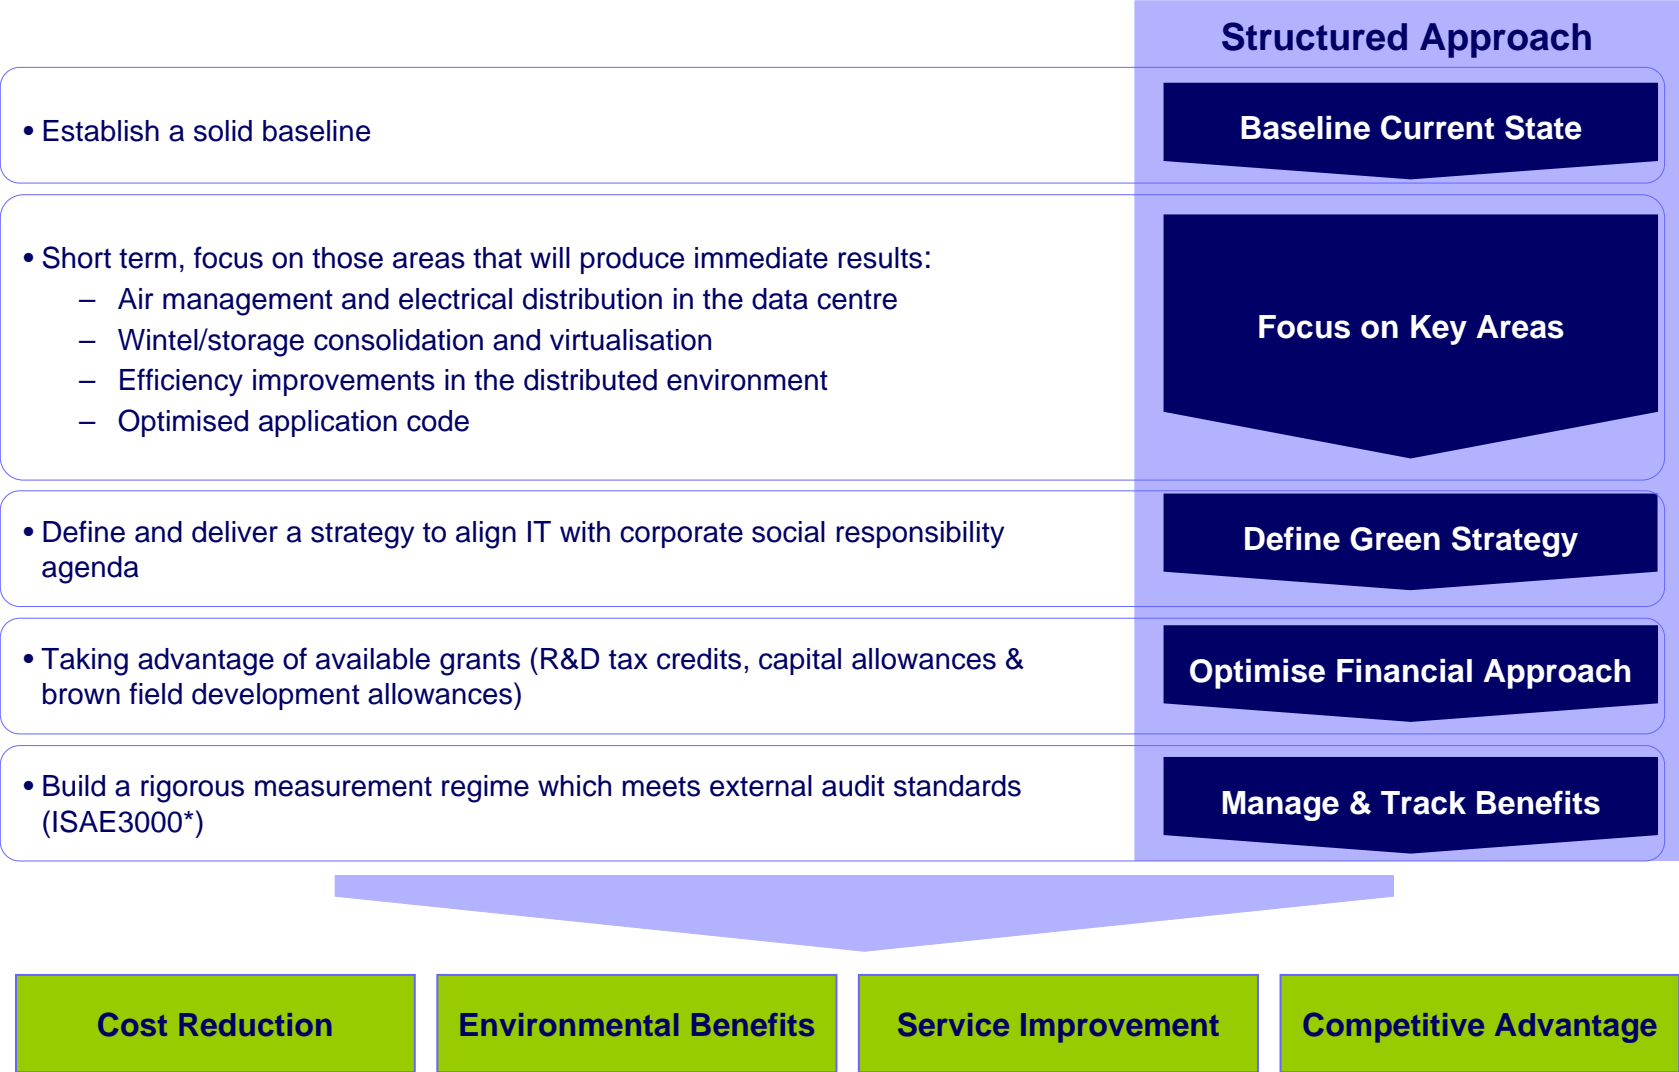 Structured Approach
• Establish a solid baseline
Baseline Current State
• Short term, focus on those areas that will produce immediate results:
– Air management and electrical distribution in the data centre
– Wintel/storage consolidation and virtualisation
– Efficiency improvements in the distributed environment
– Optimised application code
Focus on Key Areas
• Define and deliver a strategy to align IT with corporate social responsibility
agenda
Define Green Strategy
• Taking advantage of available grants (R&D tax credits, capital allowances &
brown field development allowances)
Optimise Financial Approach
• Build a rigorous measurement regime which meets external audit standards
(ISAE3000*)
Manage & Track Benefits
Cost Reduction
Environmental Benefits
Service Improvement
Competitive Advantage